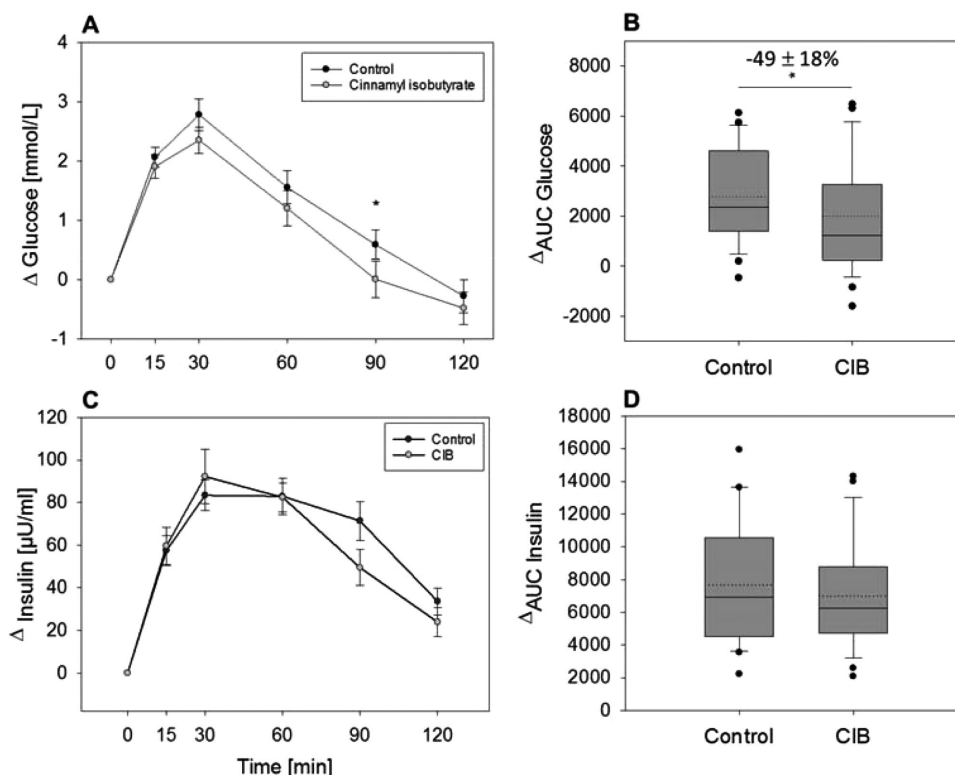 A
Δ Glucose [mmol/L]
4
3
2
1
0
-1
Control
Cinnamyl isobutyrate
*
0 15 30 60 90 120
B
-49 ± 18%
*
ΔAUC Glucose
8000
6000
4000
2000
0
-2000
Control CIB
C
Δ Insulin [µU/ml]
120
100
80
60
40
20
0
Control
CIB
0 15 30 60 90 120
Time [min]
D
ΔAUC Insulin
18000
16000
14000
12000
10000
8000
6000
4000
2000
0
Control CIB